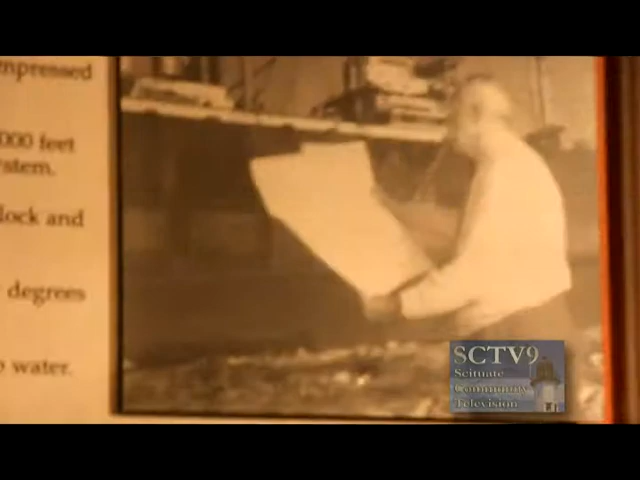 mpressed
000 feet
stem.
lock and
degrees
water.
SCTV9
Scituate
Community
Television